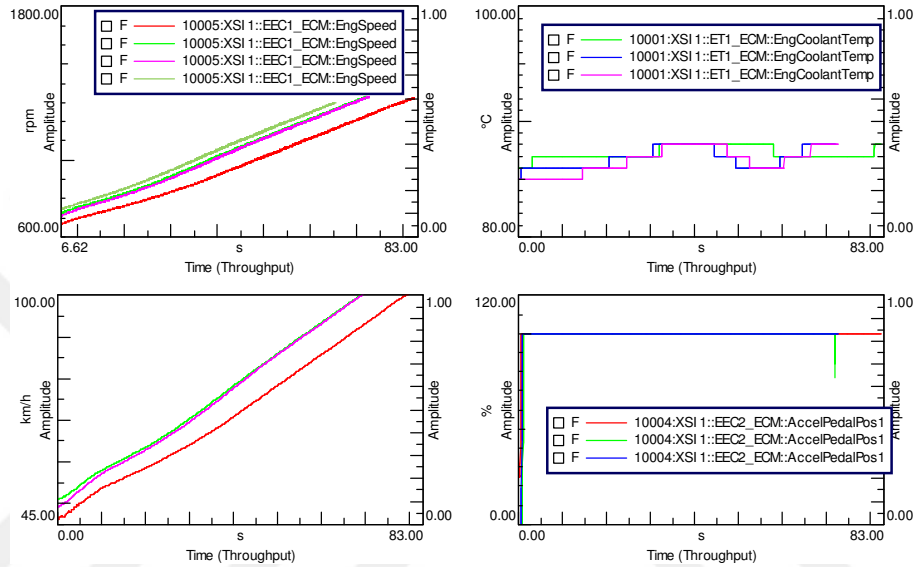 1800.00
1.00
F 10005:XSI 1::EEC1_ECM::EngSpeed
F 10005:XSI 1::EEC1_ECM::EngSpeed
F 10005:XSI 1::EEC1_ECM::EngSpeed
F 10005:XSI 1::EEC1_ECM::EngSpeed
rpm
Amplitude
Amplitude
600.00
0.00
6.62
s
83.00
Time (Throughput)
100.00
1.00
F 10001:XSI 1::ET1_ECM::EngCoolantTemp
F 10001:XSI 1::ET1_ECM::EngCoolantTemp
F 10001:XSI 1::ET1_ECM::EngCoolantTemp
°C
Amplitude
Amplitude
80.00
0.00
0.00
s
83.00
Time (Throughput)
100.00
1.00
km/h
Amplitude
Amplitude
45.00
0.00
0.00
s
83.00
Time (Throughput)
120.00
1.00
%
Amplitude
Amplitude
F 10004:XSI 1::EEC2_ECM::AccelPedalPos1
F 10004:XSI 1::EEC2_ECM::AccelPedalPos1
F 10004:XSI 1::EEC2_ECM::AccelPedalPos1
0.00
0.00
0.00
s
83.00
Time (Throughput)